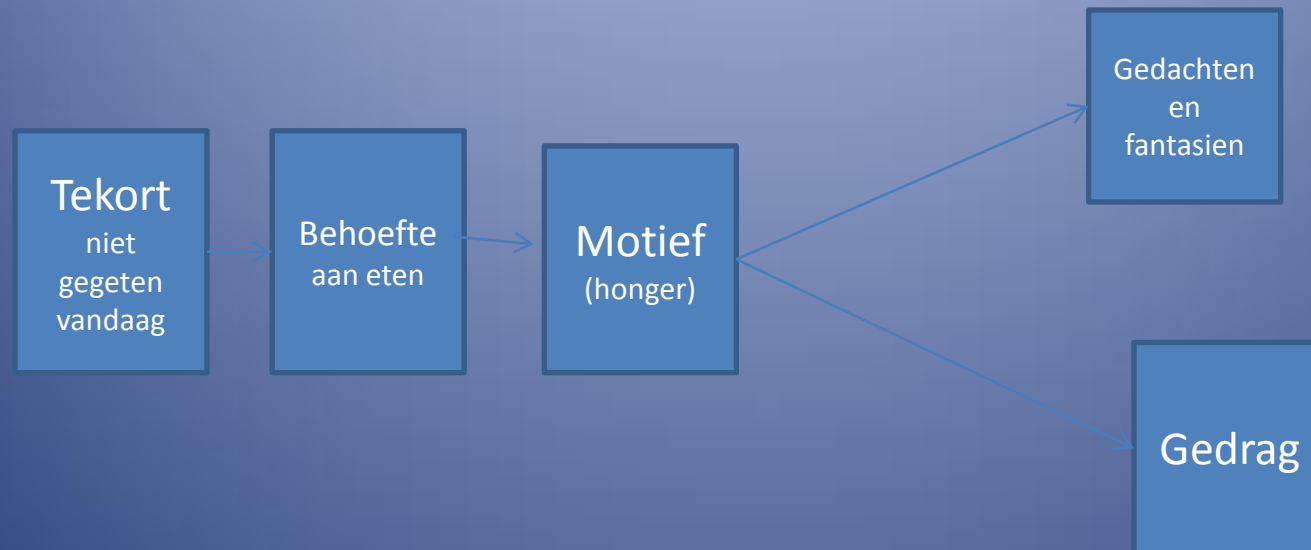 Tekort
niet
gegeten
vandaag
Behoefte
aan eten
Motief
(honger)
Gedachten
en
fantasien
Gedrag